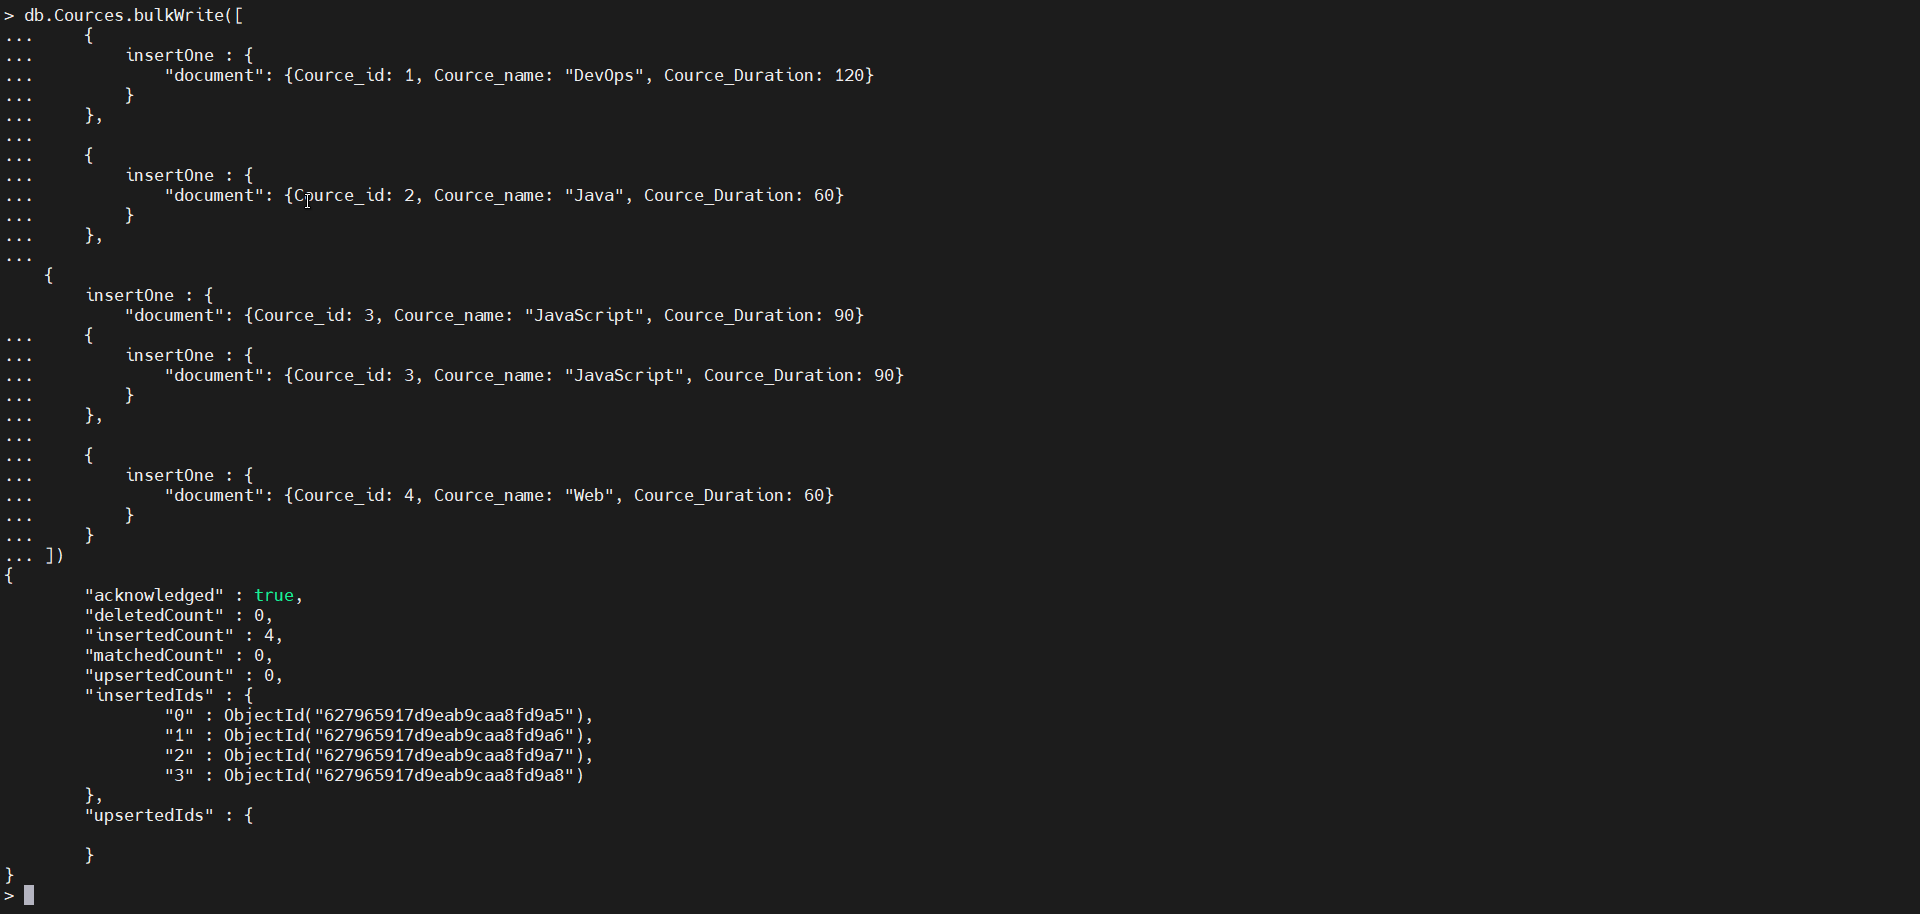 > db.Cources.bulkWrite([
...     {
...         insertOne : {
...             "document": {Cource_id: 1, Cource_name: "DevOps", Cource_Duration: 120}
...         }
...     },
...
...     {
...         insertOne : {
...             "document": {Cource_id: 2, Cource_name: "Java", Cource_Duration: 60}
...         }
...     },
...
    {
        insertOne : {
            "document": {Cource_id: 3, Cource_name: "JavaScript", Cource_Duration: 90}
...     {
...         insertOne : {
...             "document": {Cource_id: 3, Cource_name: "JavaScript", Cource_Duration: 90}
...         }
...     },
...
...     {
...         insertOne : {
...             "document": {Cource_id: 4, Cource_name: "Web", Cource_Duration: 60}
...         }
...     }
... ])
{
        "acknowledged" : true,
        "deletedCount" : 0,
        "insertedCount" : 4,
        "matchedCount" : 0,
        "upsertedCount" : 0,
        "insertedIds" : {
                "0" : ObjectId("627965917d9eab9caa8fd9a5"),
                "1" : ObjectId("627965917d9eab9caa8fd9a6"),
                "2" : ObjectId("627965917d9eab9caa8fd9a7"),
                "3" : ObjectId("627965917d9eab9caa8fd9a8")
        },
        "upsertedIds" : {

        }
}
>